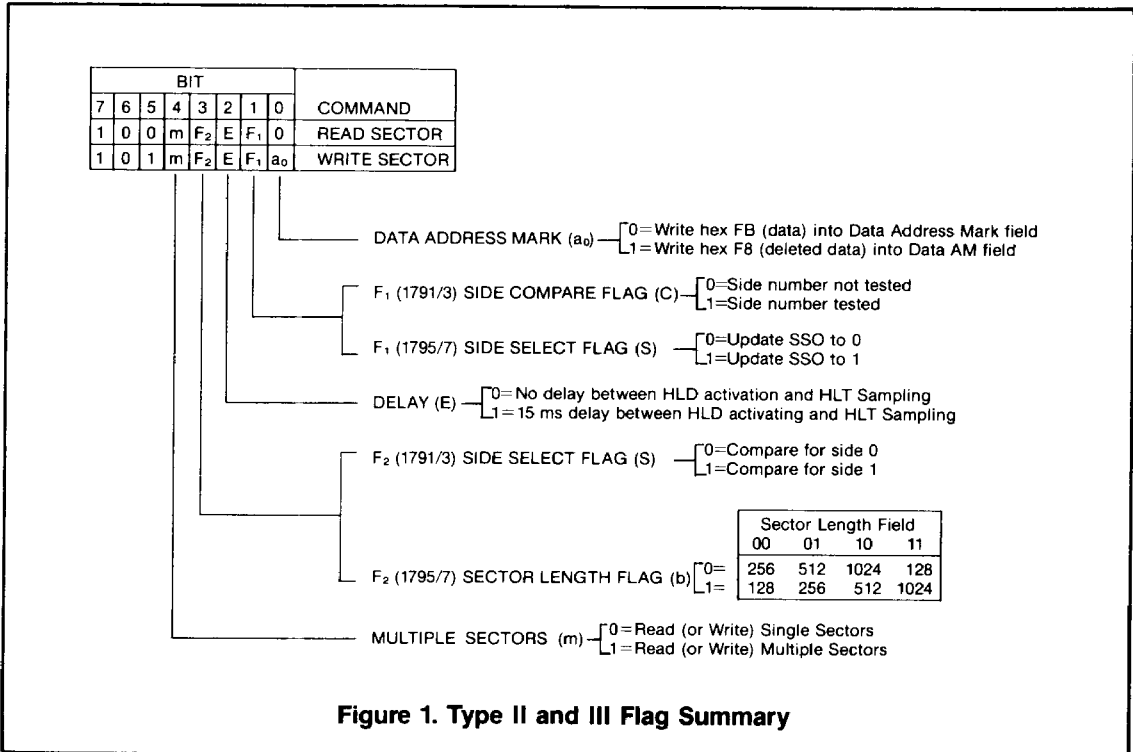 BIT
7 6 5 4 3 2 1 0 COMMAND
1 0 0 m F₂ E F₁ 0 READ SECTOR
1 0 1 m F₂ E F₁ a₀ WRITE SECTOR
DATA ADDRESS MARK (a₀) 0=Write hex FB (data) into Data Address Mark field
1=Write hex F8 (deleted data) into Data AM field
F₁ (1791/3) SIDE COMPARE FLAG (C) 0=Side number not tested
1=Side number tested
F₁ (1795/7) SIDE SELECT FLAG (S) 0=Update SSO to 0
1=Update SSO to 1
DELAY (E) 0=No delay between HLD activation and HLT Sampling
1=15 ms delay between HLD activating and HLT Sampling
F₂ (1791/3) SIDE SELECT FLAG (S) 0=Compare for side 0
1=Compare for side 1
Sector Length Field
00 01 10 11
F₂ (1795/7) SECTOR LENGTH FLAG (b) 0= 256 512 1024 128
1= 128 256 512 1024
MULTIPLE SECTORS (m) 0=Read (or Write) Single Sectors
1=Read (or Write) Multiple Sectors
Figure 1. Type II and III Flag Summary